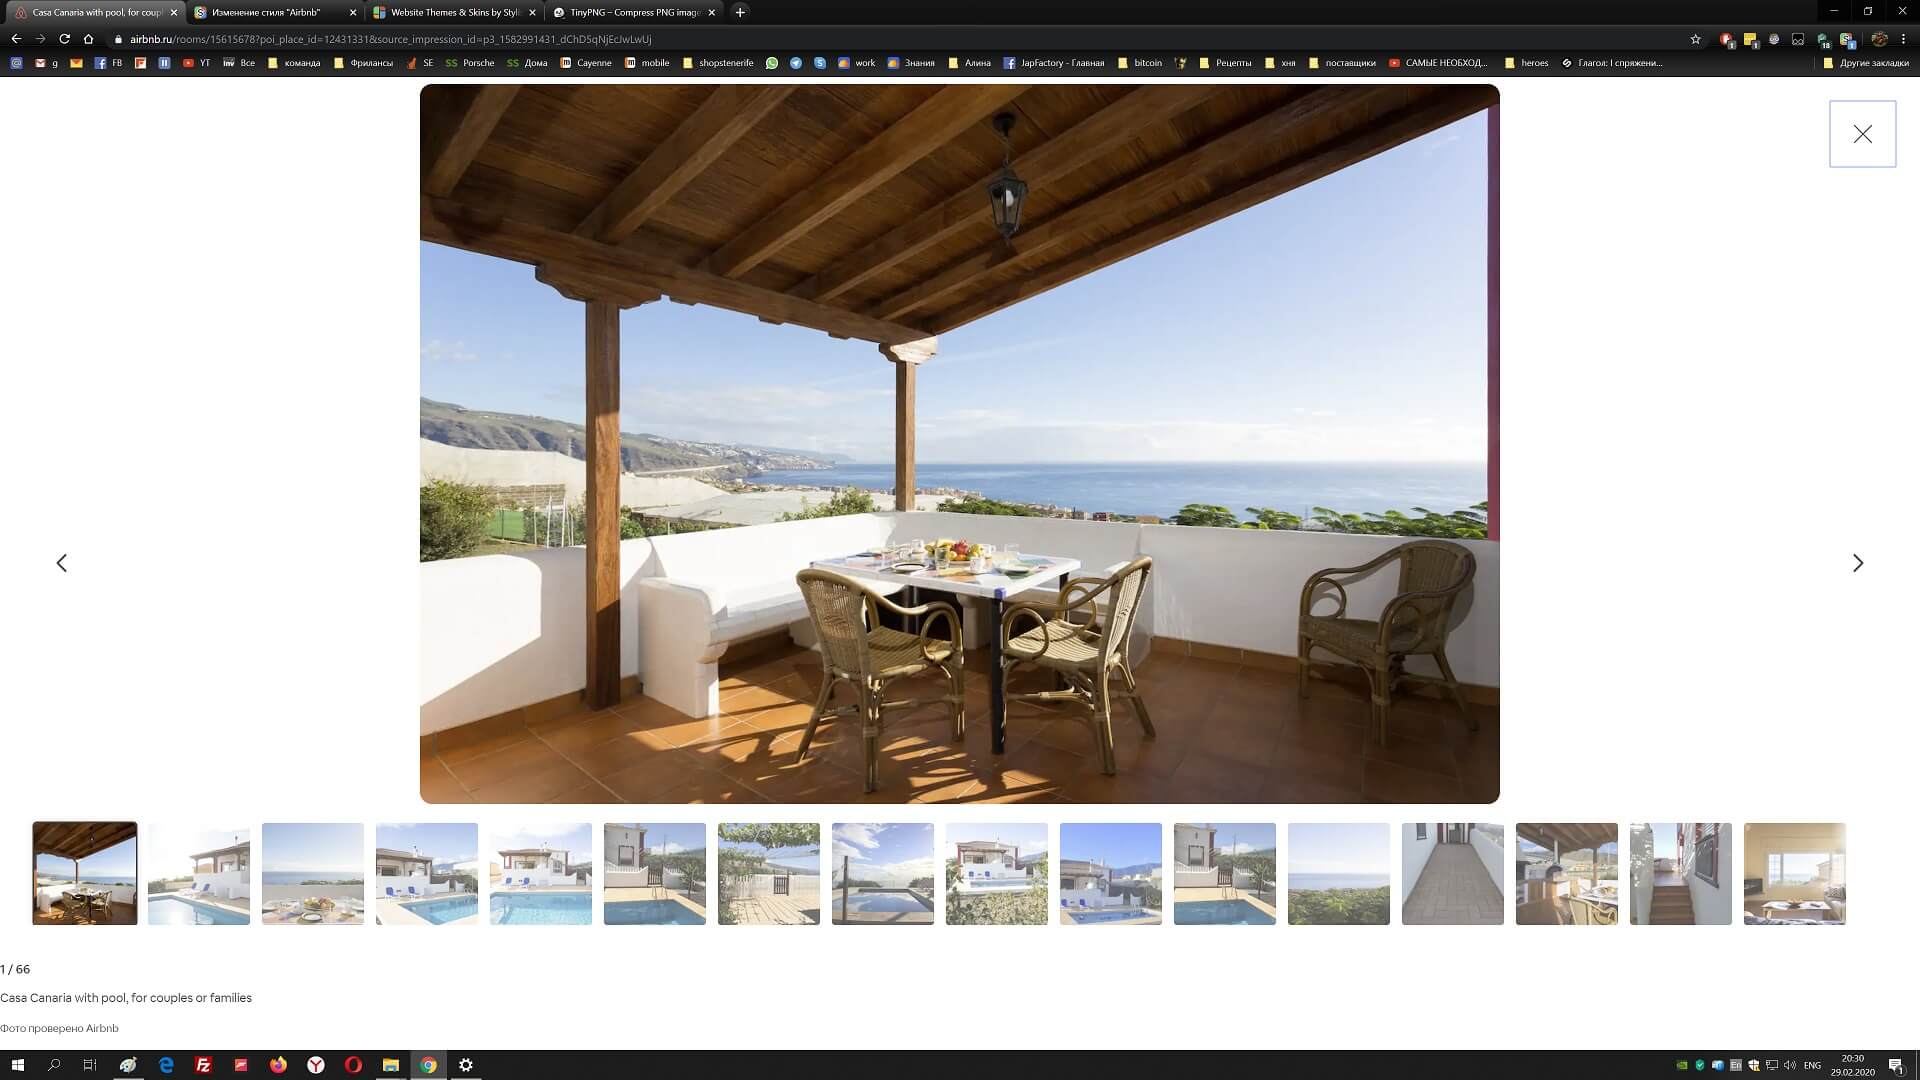 Casa Canaria with pool, for coupl
Изменение стиля "Airbnb"
Website Themes & Skins by Styli
TinyPNG – Compress PNG image
airbnb.ru/rooms/15615678?poi_place_id=12431331&source_impression_id=p3_1582991431_dChD5qNjEcJwLwUj
g FB YT Все команда Фрилансы SE Porsche Дома Cayenne mobile shopstenerife work Знания Алина JapFactory - Главная bitcoin Рецепты хня поставщики САМЫЕ НЕОБХОД... heroes Глагол: I спряжени... Другие закладки
1 / 66
Casa Canaria with pool, for couples or families
Фото проверено Airbnb
ENG
20:30
29.02.2020